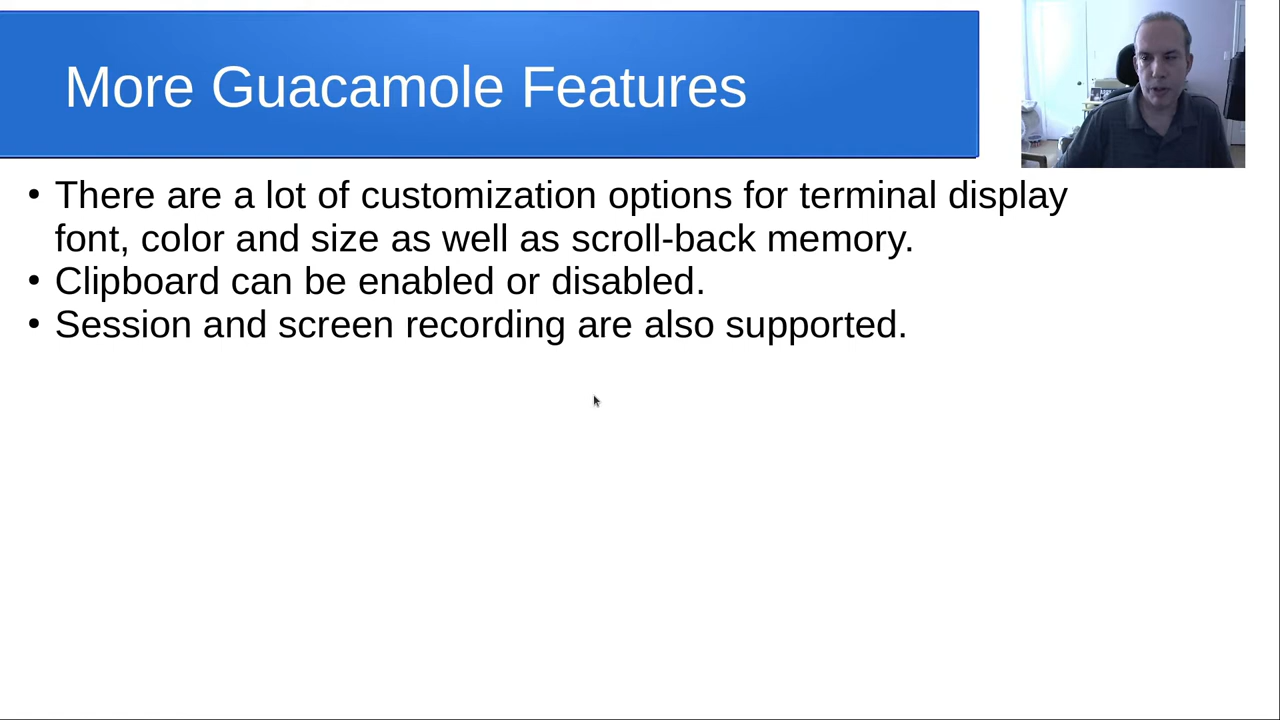 More Guacamole Features
• There are a lot of customization options for terminal display
font, color and size as well as scroll-back memory.
• Clipboard can be enabled or disabled.
• Session and screen recording are also supported.